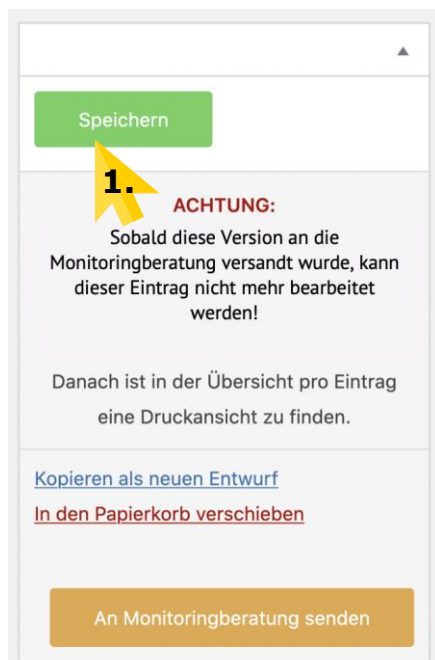 Speichern
1.
ACHTUNG:
Sobald diese Version an die
Monitoringberatung versandt wurde, kann
dieser Eintrag nicht mehr bearbeitet
werden!
Danach ist in der Übersicht pro Eintrag
eine Druckansicht zu finden.
Kopieren als neuen Entwurf
In den Papierkorb verschieben
An Monitoringberatung senden